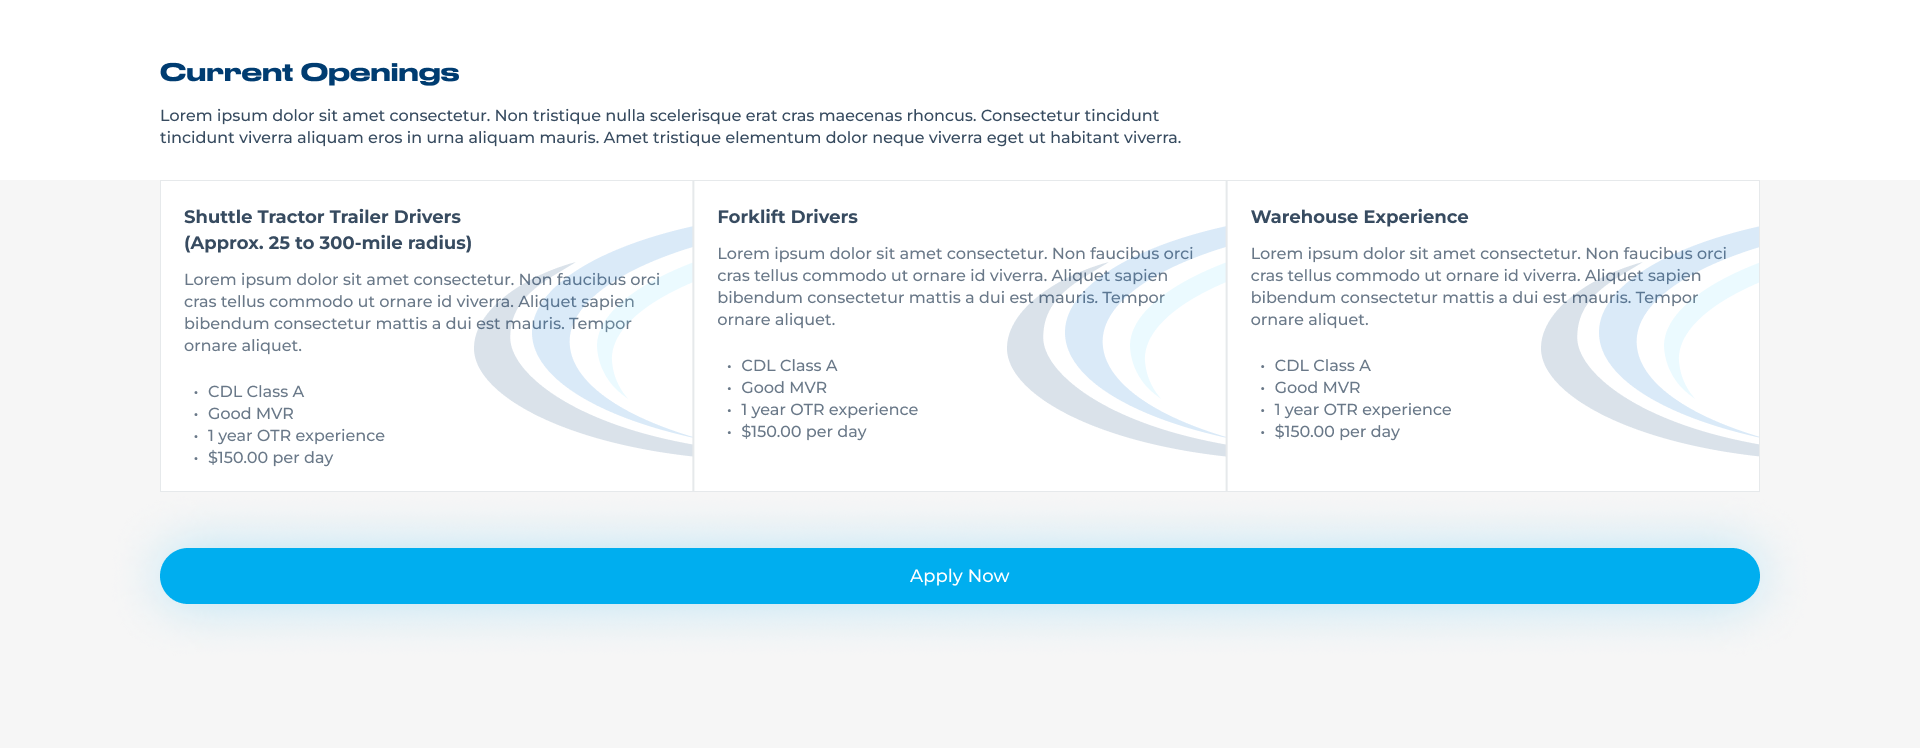 Current Openings
Lorem ipsum dolor sit amet consectetur. Non tristique nulla scelerisque erat cras maecenas rhoncus. Consectetur tincidunt
tincidunt viverra aliquam eros in urna aliquam mauris. Amet tristique elementum dolor neque viverra eget ut habitant viverra.
Shuttle Tractor Trailer Drivers
(Approx. 25 to 300-mile radius)
Lorem ipsum dolor sit amet consectetur. Non faucibus orci
cras tellus commodo ut ornare id viverra. Aliquet sapien
bibendum consectetur mattis a dui est mauris. Tempor
ornare aliquet.
• CDL Class A
• Good MVR
• 1 year OTR experience
• $150.00 per day
Forklift Drivers
Lorem ipsum dolor sit amet consectetur. Non faucibus orci
cras tellus commodo ut ornare id viverra. Aliquet sapien
bibendum consectetur mattis a dui est mauris. Tempor
ornare aliquet.
• CDL Class A
• Good MVR
• 1 year OTR experience
• $150.00 per day
Warehouse Experience
Lorem ipsum dolor sit amet consectetur. Non faucibus orci
cras tellus commodo ut ornare id viverra. Aliquet sapien
bibendum consectetur mattis a dui est mauris. Tempor
ornare aliquet.
• CDL Class A
• Good MVR
• 1 year OTR experience
• $150.00 per day
Apply Now